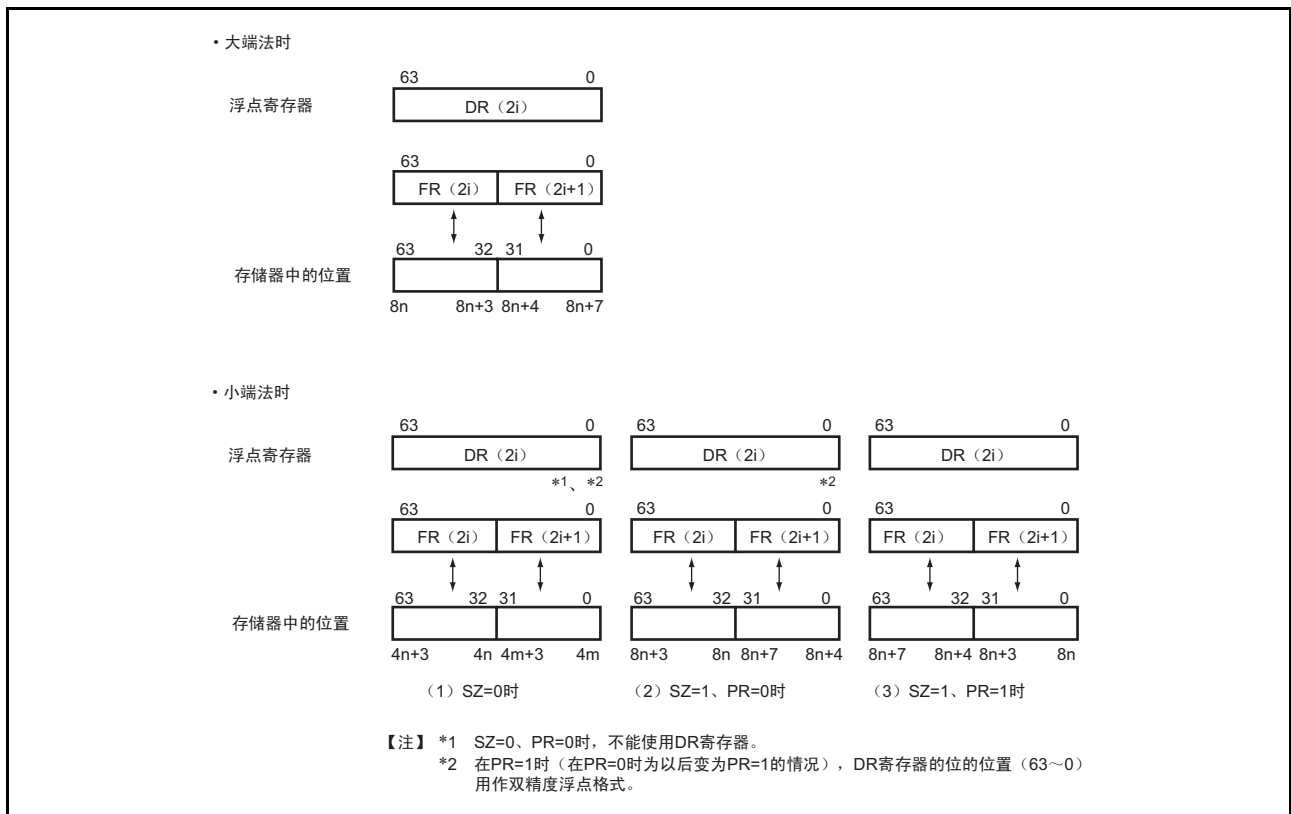 ・大端法时
63 0
浮点寄存器 DR（2i）
63 0
FR（2i） FR（2i+1）
63 32 31 0
存储器中的位置
8n 8n+3 8n+4 8n+7
・小端法时
63 0 63 0 63 0
浮点寄存器 DR（2i） DR（2i） DR（2i）
*1、*2 *2
63 0 63 0 63 0
FR（2i） FR（2i+1） FR（2i） FR（2i+1） FR（2i） FR（2i+1）
63 32 31 0 63 32 31 0 63 32 31 0
存储器中的位置
4n+3 4n 4m+3 4m 8n+3 8n 8n+7 8n+4 8n+7 8n+4 8n+3 8n
（1）SZ=0时 （2）SZ=1、PR=0时 （3）SZ=1、PR=1时
【注】 *1 SZ=0、PR=0时，不能使用DR寄存器。
*2 在PR=1时（在PR=0时为以后变为PR=1的情况），DR寄存器的位的位置（63～0）
用作双精度浮点格式。